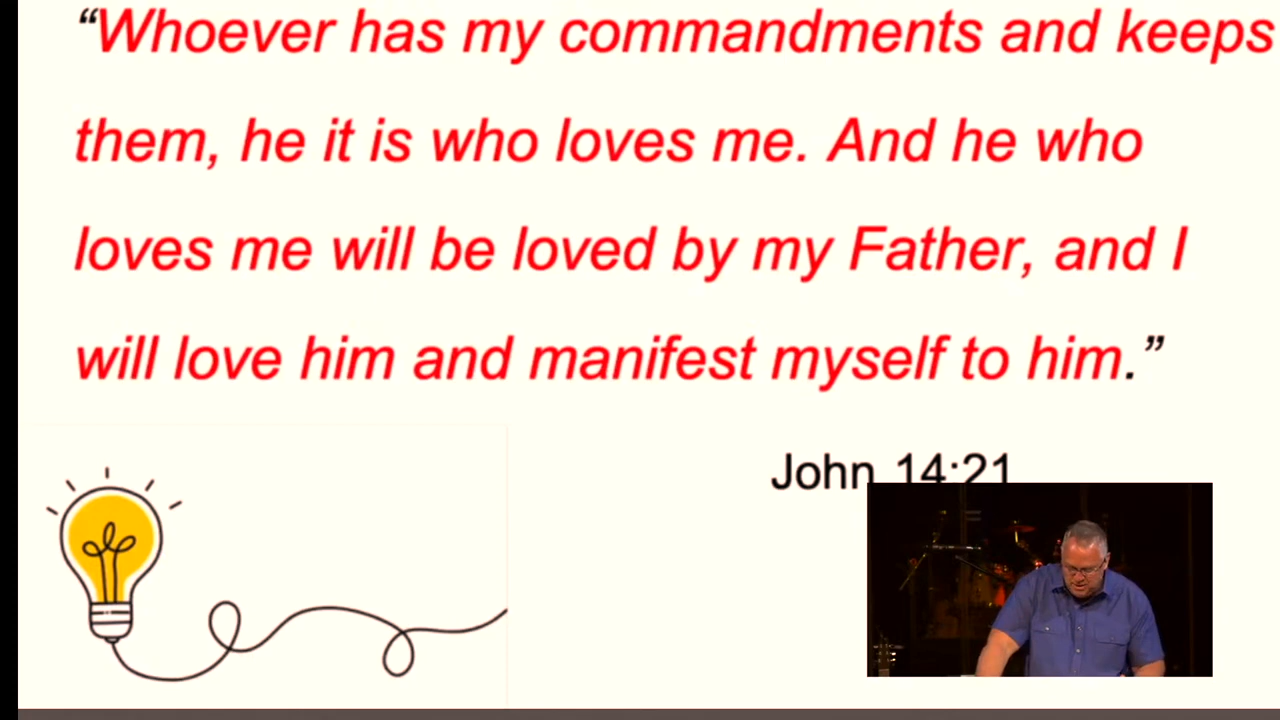 “Whoever has my commandments and keeps
them, he it is who loves me. And he who
loves me will be loved by my Father, and I
will love him and manifest myself to him.”
John 14:21